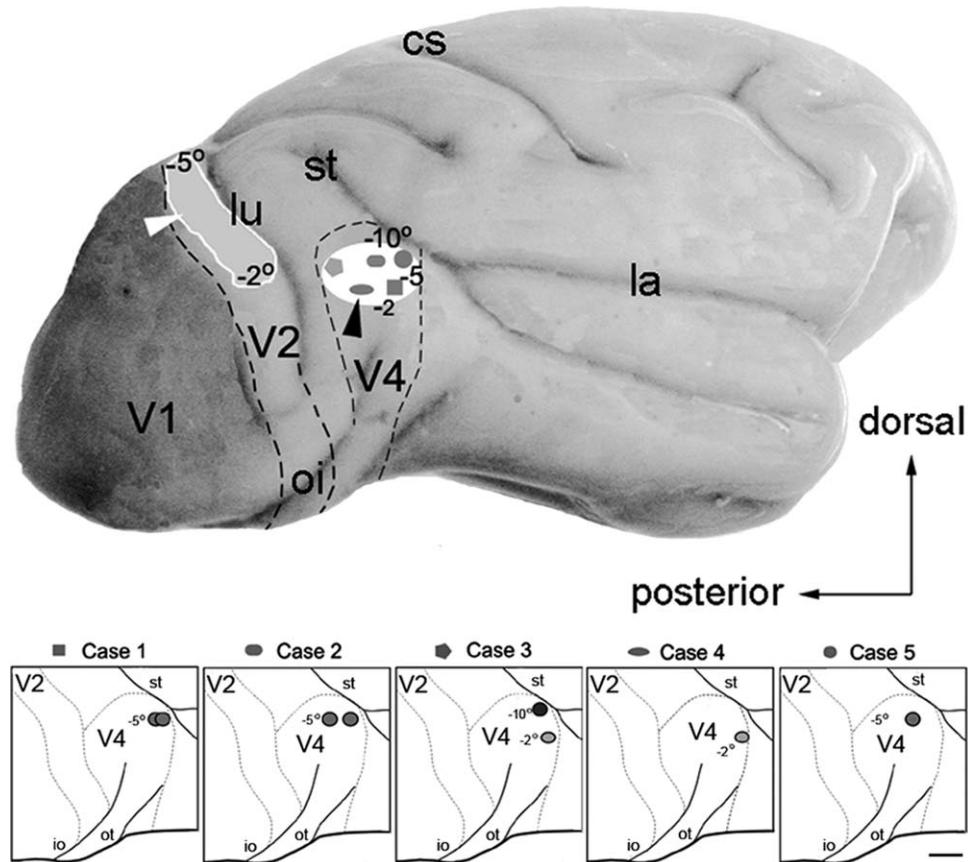 cs
-5º
st
lu
-10º
-5
-2º
-2
la
V2
V4
V1
dorsal
oi
posterior
Case 1
Case 2
Case 3
Case 4
Case 5
V2
st
-5º
V4
io
ot
V2
st
-5º
V4
io
ot
V2
st
-10º
V4
-2º
io
ot
V2
st
V4
-2º
io
ot
V2
st
-5º
V4
io
ot